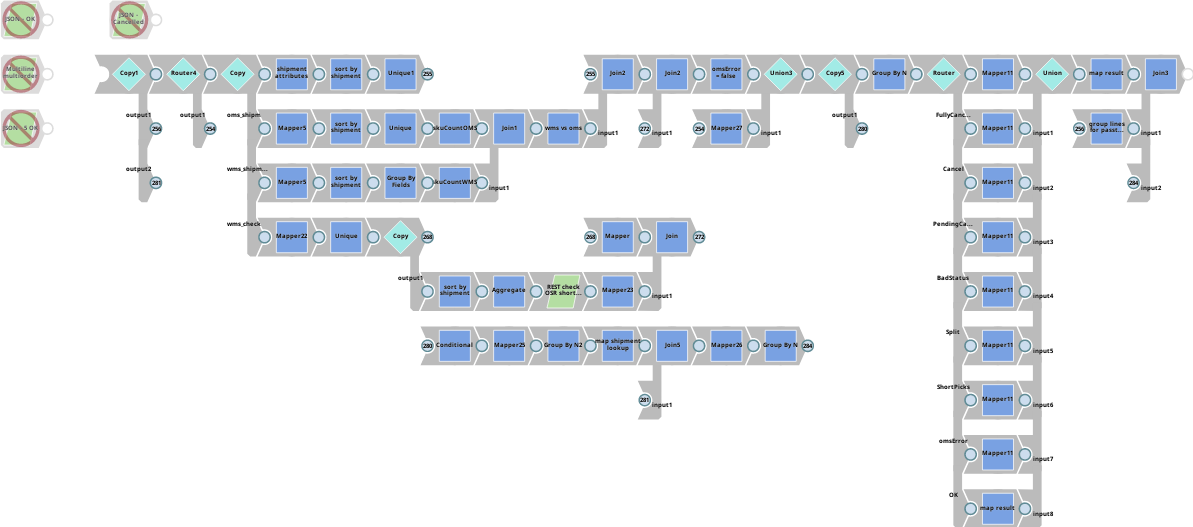 JSON - OK
JSON - Cancelled
Multiline multiorder
Copy1
Router4
Copy
shipment attributes
sort by shipment
Unique1
255
255
Join2
Join2
omsError = false
Union3
Copy5
Group By N
Router
Mapper11
Union
map result
Join3
output1
256
output1
254
oms_shipm...
Mapper5
sort by shipment
Unique
skuCountOMS
Join1
wms vs oms
input1
272
input1
254
Mapper27
input1
output1
280
FullyCanc...
Mapper11
input1
256
group lines for passt...
input1
output2
281
wms_shipm...
Mapper5
sort by shipment
Group By Fields
skuCountWMS
input1
Cancel
Mapper11
input2
284
input2
wms_check
Mapper22
Unique
Copy
268
268
Mapper
Join
272
PendingCa...
Mapper11
input3
output1
sort by shipment
Aggregate
REST check OSR short...
Mapper23
input1
BadStatus
Mapper11
input4
280
Conditional
Mapper25
Group By N2
map shipment lookup
Join5
Mapper26
Group By N
284
Split
Mapper11
input5
281
input1
ShortPicks
Mapper11
input6
omsError
Mapper11
input7
OK
map result
input8